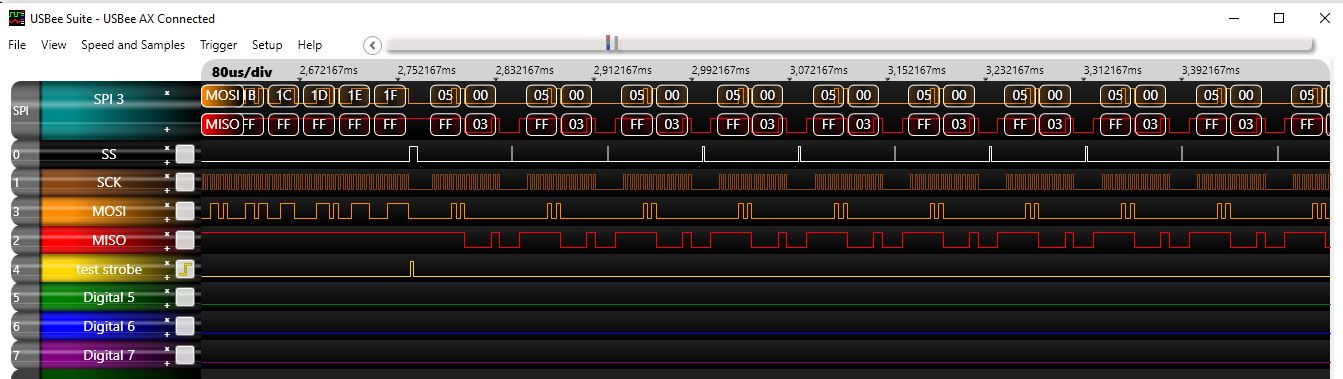 USBee Suite - USBee AX Connected
File View Speed and Samples Trigger Setup Help
80us/div 2,672167ms 2,752167ms 2,832167ms 2,912167ms 2,992167ms 3,072167ms 3,152167ms 3,232167ms 3,312167ms 3,392167ms
SPI SPI 3 MOSI 1B 1C 1D 1E 1F 05 00 05 00 05 00 05 00 05 00 05 00 05 00 05 00 05 00 05
MISO FF FF FF FF FF FF 03 FF 03 FF 03 FF 03 FF 03 FF 03 FF 03 FF 03 FF 03 FF
0 SS
1 SCK
3 MOSI
2 MISO
4 test strobe
5 Digital 5
6 Digital 6
7 Digital 7